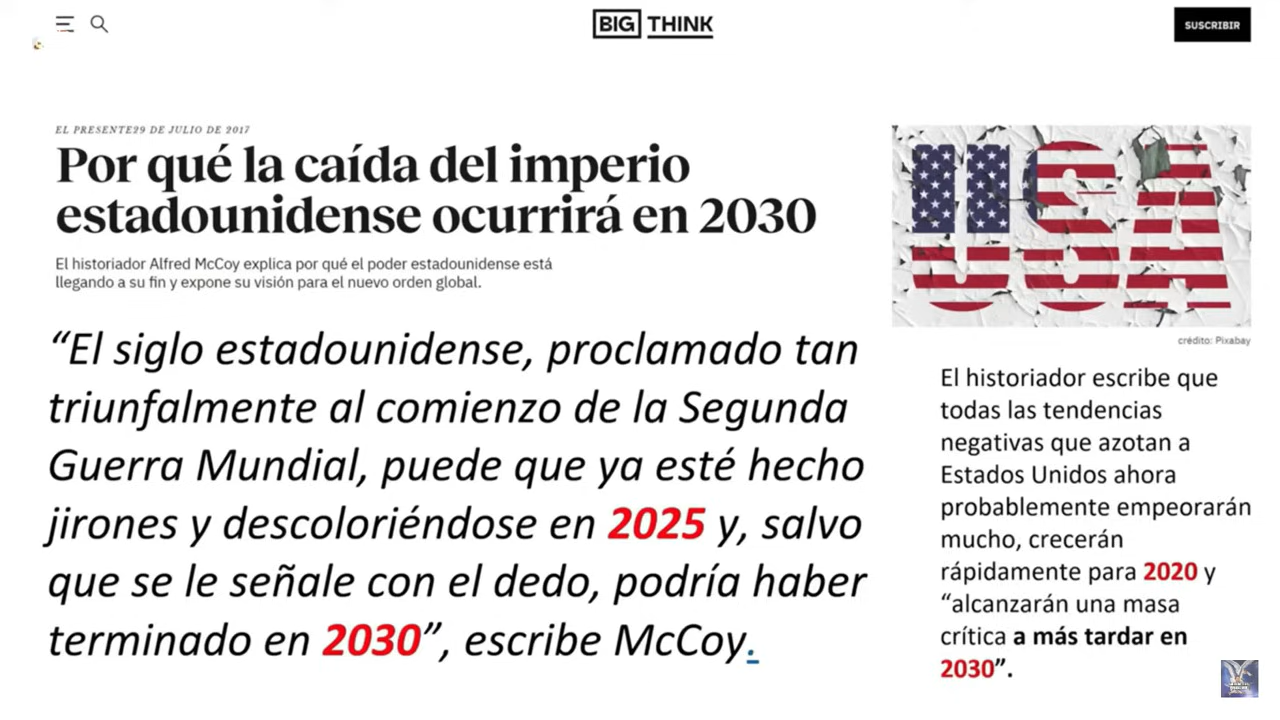 BIG THINK
SUSCRIBIR
EL PRESENTE29 DE JULIO DE 2017
Por qué la caída del imperio
estadounidense ocurrirá en 2030
El historiador Alfred McCoy explica por qué el poder estadounidense está
llegando a su fin y expone su visión para el nuevo orden global.
“El siglo estadounidense, proclamado tan
triunfalmente al comienzo de la Segunda
Guerra Mundial, puede que ya esté hecho
jirones y descoloriéndose en 2025 y, salvo
que se le señale con el dedo, podría haber
terminado en 2030”, escribe McCoy.
USA
crédito: Pixabay
El historiador escribe que
todas las tendencias
negativas que azotan a
Estados Unidos ahora
probablemente empeorarán
mucho, crecerán
rápidamente para 2020 y
“alcanzarán una masa
crítica a más tardar en
2030”.